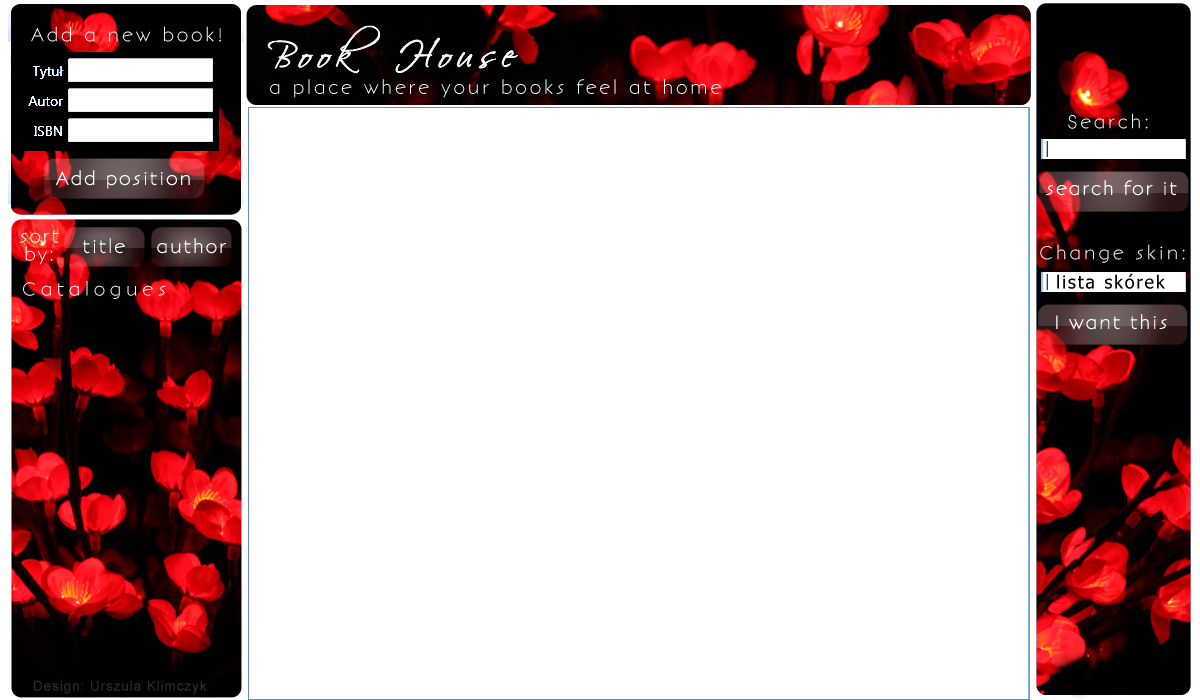 Add a new book!
Tytuł
Autor
ISBN
Add position
sort by:
title
author
Catalogues
Design: Urszula Klimczyk
Book House
a place where your books feel at home
Search:
search for it
Change skin:
lista skórek
I want this